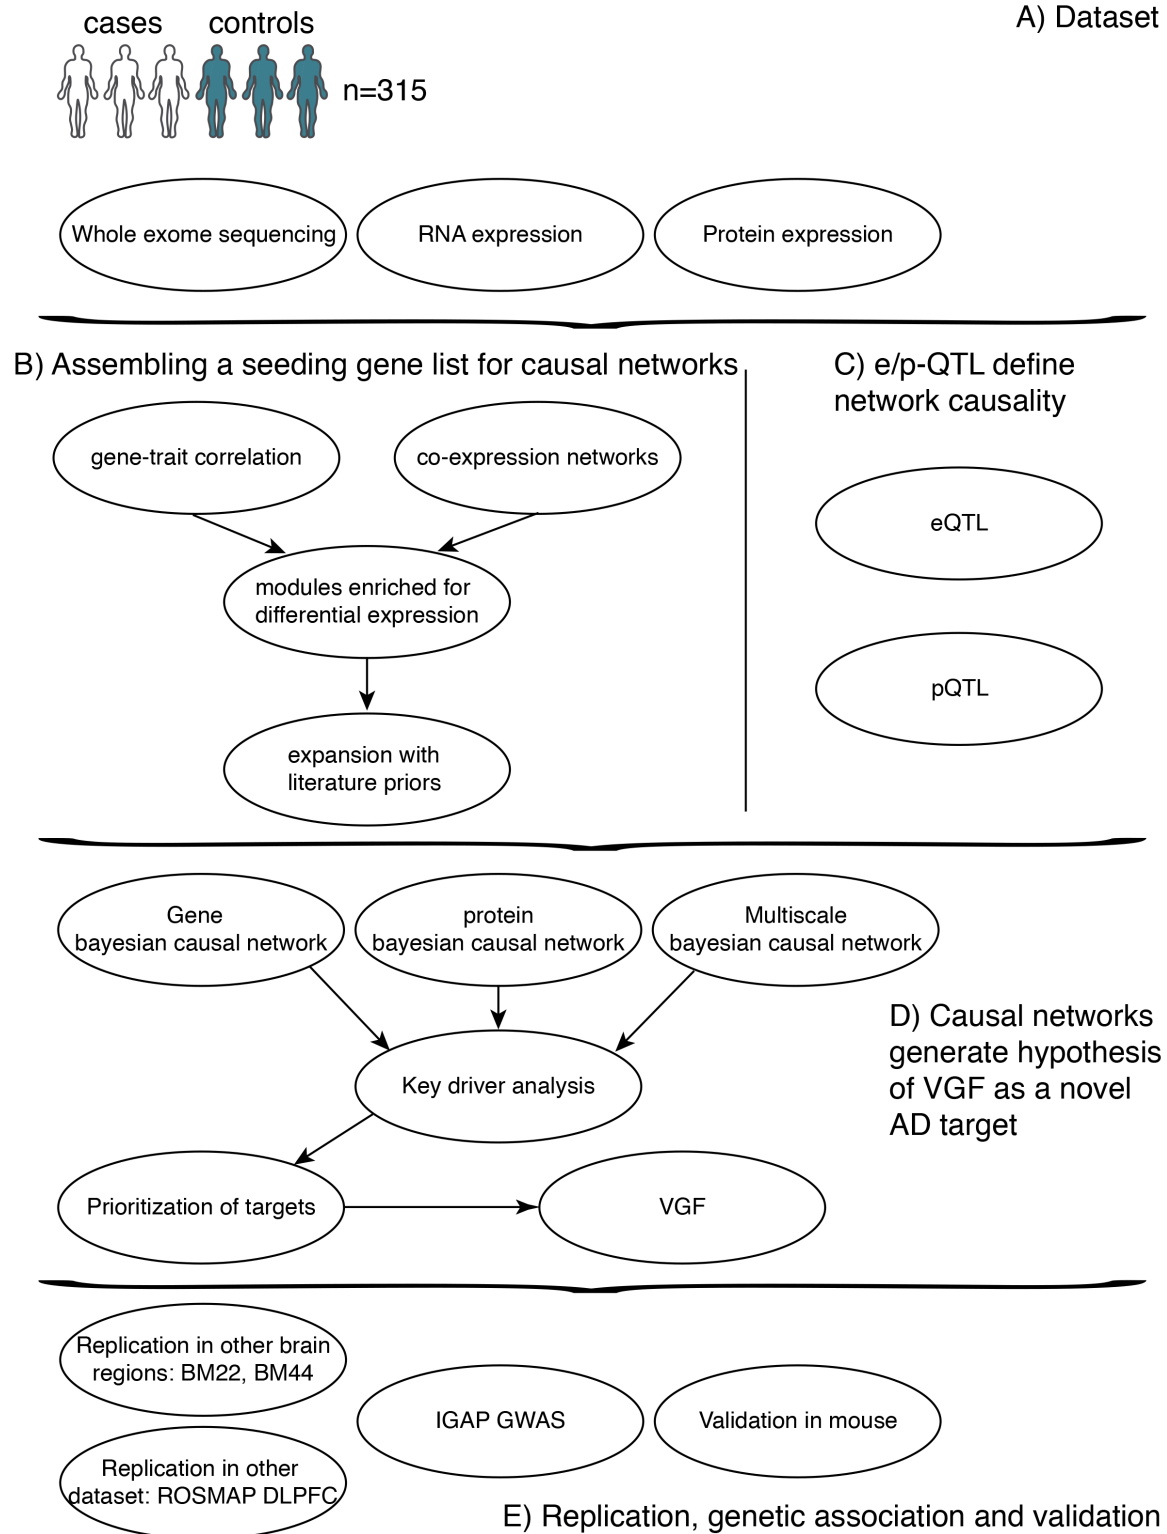 cases controls
A) Dataset
n=315
Whole exome sequencing
RNA expression
Protein expression
B) Assembling a seeding gene list for causal networks
gene-trait correlation
co-expression networks
modules enriched for
differential expression
expansion with
literature priors
C) e/p-QTL define
network causality
eQTL
pQTL
Gene
bayesian causal network
protein
bayesian causal network
Multiscale
bayesian causal network
Key driver analysis
Prioritization of targets
VGF
D) Causal networks
generate hypothesis
of VGF as a novel
AD target
Replication in other brain
regions: BM22, BM44
Replication in other
dataset: ROSMAP DLPFC
IGAP GWAS
Validation in mouse
E) Replication, genetic association and validation